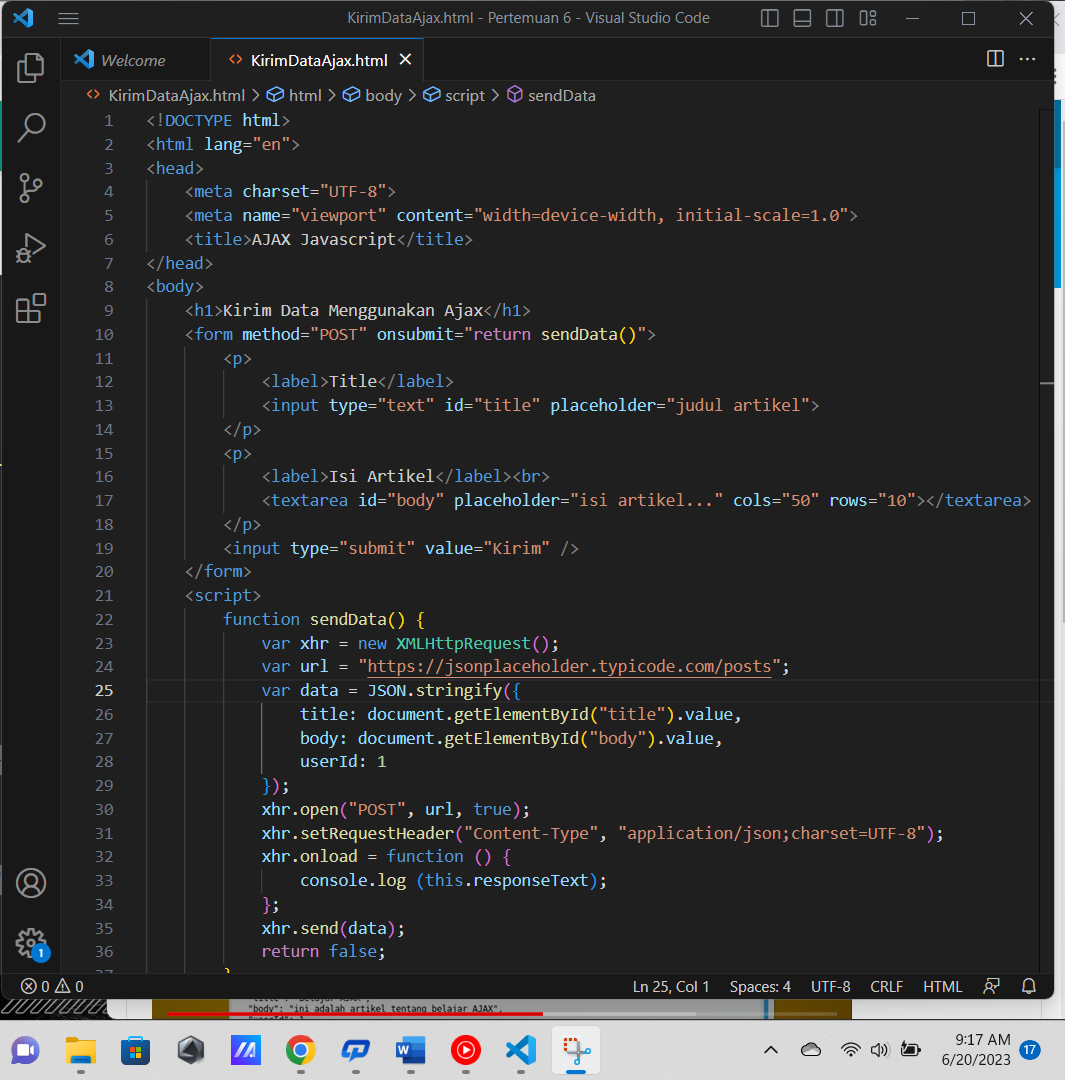 KirimDataAjax.html - Pertemuan 6 - Visual Studio Code
Welcome
KirimDataAjax.html
KirimDataAjax.html > html > body > script > sendData
1 <!DOCTYPE html>
2 <html lang="en">
3 <head>
4 <meta charset="UTF-8">
5 <meta name="viewport" content="width=device-width, initial-scale=1.0">
6 <title>AJAX Javascript</title>
7 </head>
8 <body>
9 <h1>Kirim Data Menggunakan Ajax</h1>
10 <form method="POST" onsubmit="return sendData()">
11 <p>
12 <label>Title</label>
13 <input type="text" id="title" placeholder="judul artikel">
14 </p>
15 <p>
16 <label>Isi Artikel</label><br>
17 <textarea id="body" placeholder="isi artikel..." cols="50" rows="10"></textarea>
18 </p>
19 <input type="submit" value="Kirim" />
20 </form>
21 <script>
22 function sendData() {
23 var xhr = new XMLHttpRequest();
24 var url = "https://jsonplaceholder.typicode.com/posts";
25 var data = JSON.stringify({
26 title: document.getElementById("title").value,
27 body: document.getElementById("body").value,
28 userId: 1
29 });
30 xhr.open("POST", url, true);
31 xhr.setRequestHeader("Content-Type", "application/json;charset=UTF-8");
32 xhr.onload = function () {
33 console.log (this.responseText);
34 };
35 xhr.send(data);
36 return false;
37 }
0 0
Ln 25, Col 1
Spaces: 4
UTF-8
CRLF
HTML
1
"body": "ini adalah artikel tentang belajar AJAX",
9:17 AM
6/20/2023
17